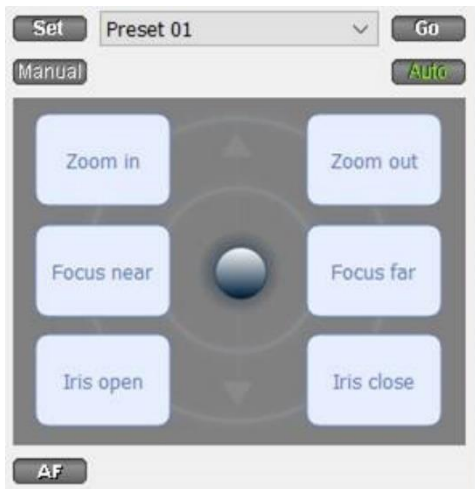 Set Preset 01 Go
Manual Auto
Zoom in Zoom out
Focus near Focus far
Iris open Iris close
AF